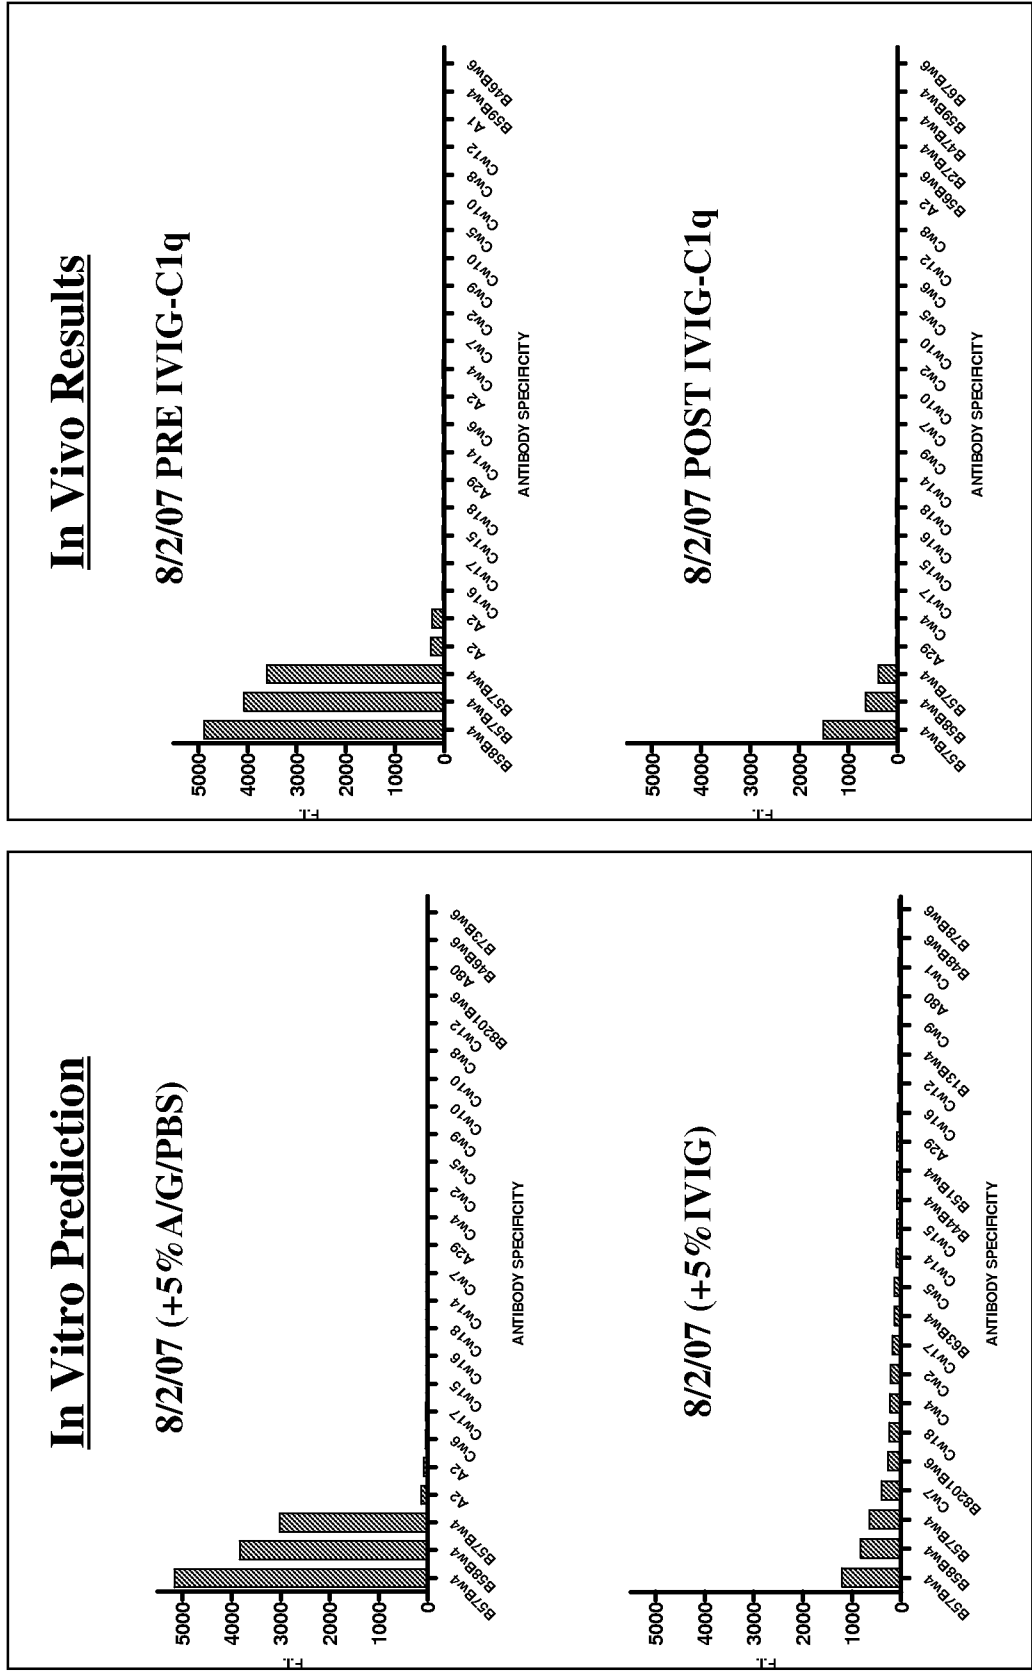 In Vitro Prediction
8/2/07 (+5% A/G/PBS)
F.I.
5000
4000
3000
2000
1000
0
B57Bw4 B58Bw4 B57Bw4 A2 A2 Cw6 Cw17 Cw15 Cw16 Cw18 Cw14 Cw7 A29 Cw4 Cw2 Cw5 Cw9 Cw10 Cw10 Cw8 Cw12 B8201Bw6 A80 B46Bw6 B73Bw6
ANTIBODY SPECIFICITY
8/2/07 (+5% IVIG)
F.I.
5000
4000
3000
2000
1000
0
B57Bw4 B58Bw4 B57Bw4 Cw7 B8201Bw6 Cw18 Cw4 Cw2 Cw17 B63Bw4 Cw5 Cw14 Cw15 B44Bw4 B51Bw4 A29 Cw16 Cw12 B13Bw4 Cw9 A80 Cw1 B48Bw6 B78Bw6
ANTIBODY SPECIFICITY
In Vivo Results
8/2/07 PRE IVIG-C1q
F.I.
5000
4000
3000
2000
1000
0
B58Bw4 B57Bw4 B57Bw4 A2 A2 Cw16 Cw17 Cw15 Cw18 A29 Cw14 Cw6 A2 Cw4 Cw7 Cw2 Cw9 Cw10 Cw5 Cw10 Cw8 Cw12 A1 B59Bw4 B46Bw6
ANTIBODY SPECIFIRCITY
8/2/07 POST IVIG-C1q
F.I.
5000
4000
3000
2000
1000
0
B57Bw4 B58Bw4 B57Bw4 A29 Cw4 Cw17 Cw15 Cw16 Cw18 Cw14 Cw9 Cw7 Cw10 Cw2 Cw10 Cw5 Cw6 Cw12 Cw8 A2 B56Bw6 B27Bw4 B47Bw4 B59Bw4 B67Bw6
ANTIBODY SPECIFICITY